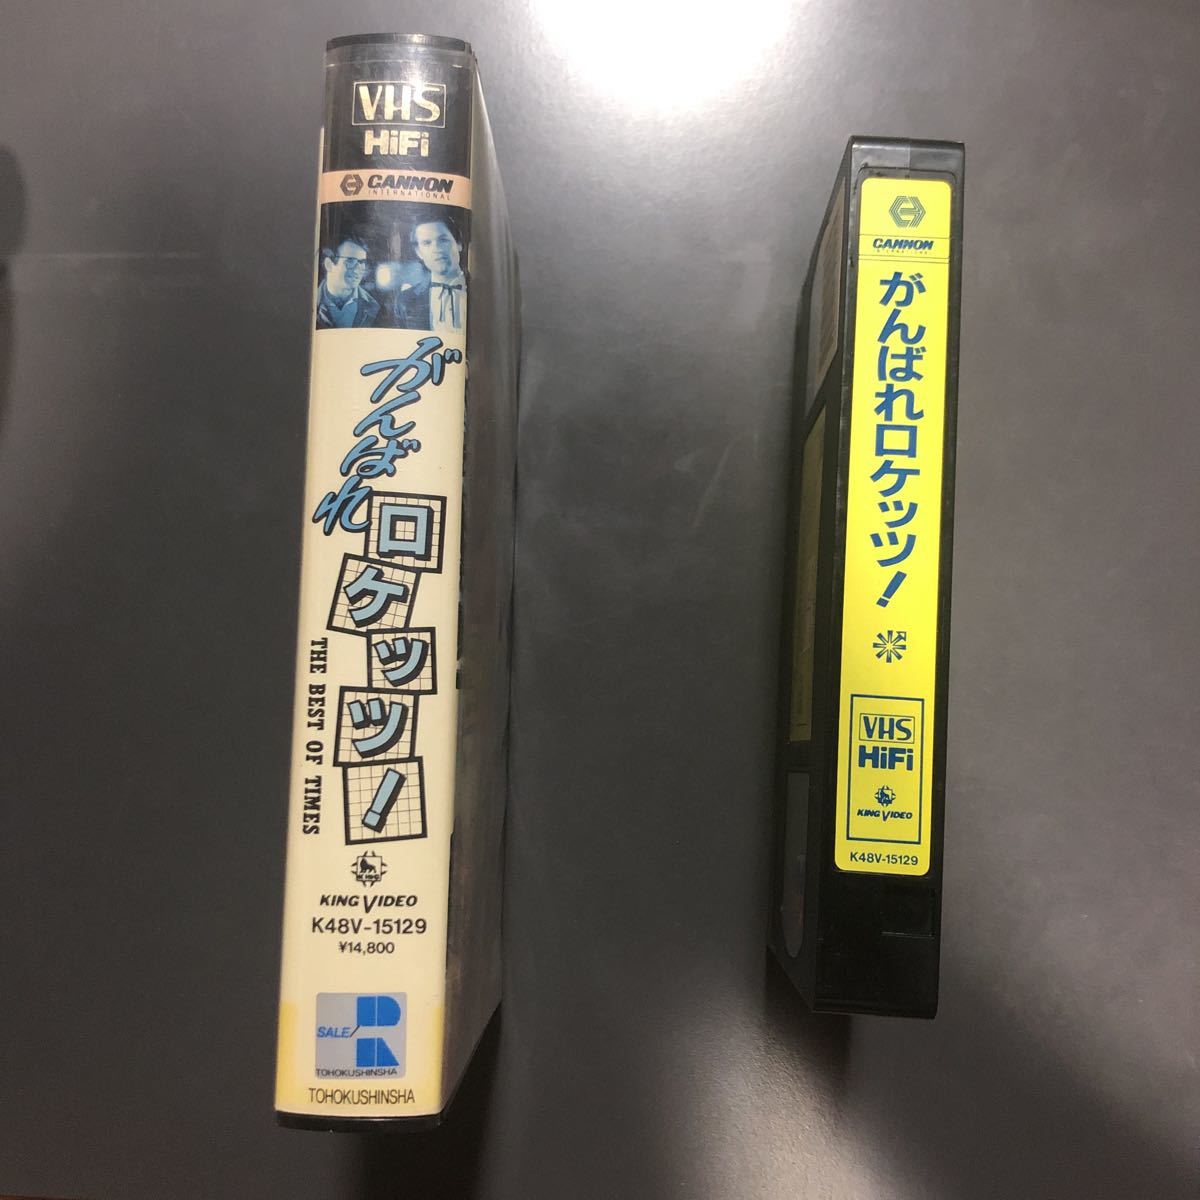 VHS
HiFi
CANNON
INTERNATIONAL
がんばれ
ロケッツ!
THE BEST OF TIMES
KING VIDEO
K48V-15129
¥14,800
SALE/R
TOHOKUSHINSHA
TOHOKUSHINSHA
CANNON
INTERNATIONAL
がんばれロケッツ!
VHS
HiFi
KING VIDEO
K48V-15129